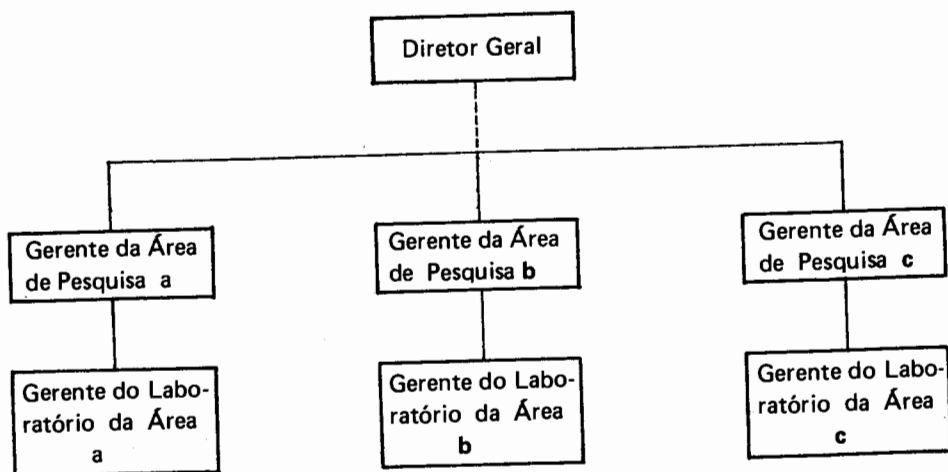 Diretor Geral
Gerente da Área
de Pesquisa a
Gerente da Área
de Pesquisa b
Gerente da Área
de Pesquisa c
Gerente do Labo-
ratório da Área
a
Gerente do Labo-
ratório da Área
b
Gerente do Labo-
ratório da Área
c